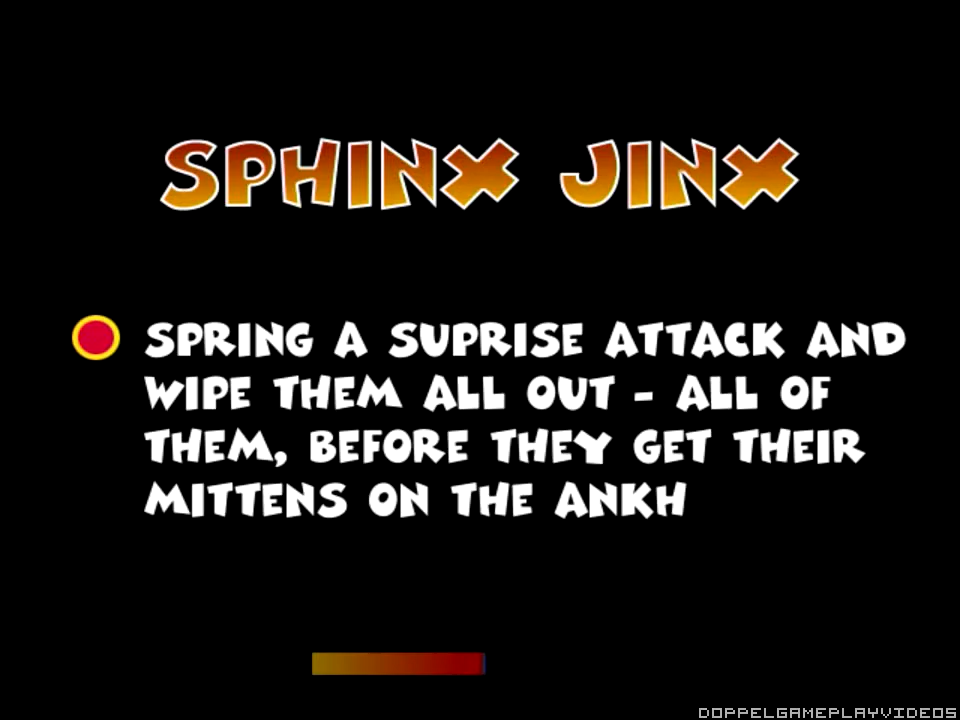 SPHINX JINX
SPRING A SUPRISE ATTACK AND
WIPE THEM ALL OUT - ALL OF
THEM, BEFORE THEY GET THEIR
MITTENS ON THE ANKH
DOPPELGAMEPLAYVIDEOS